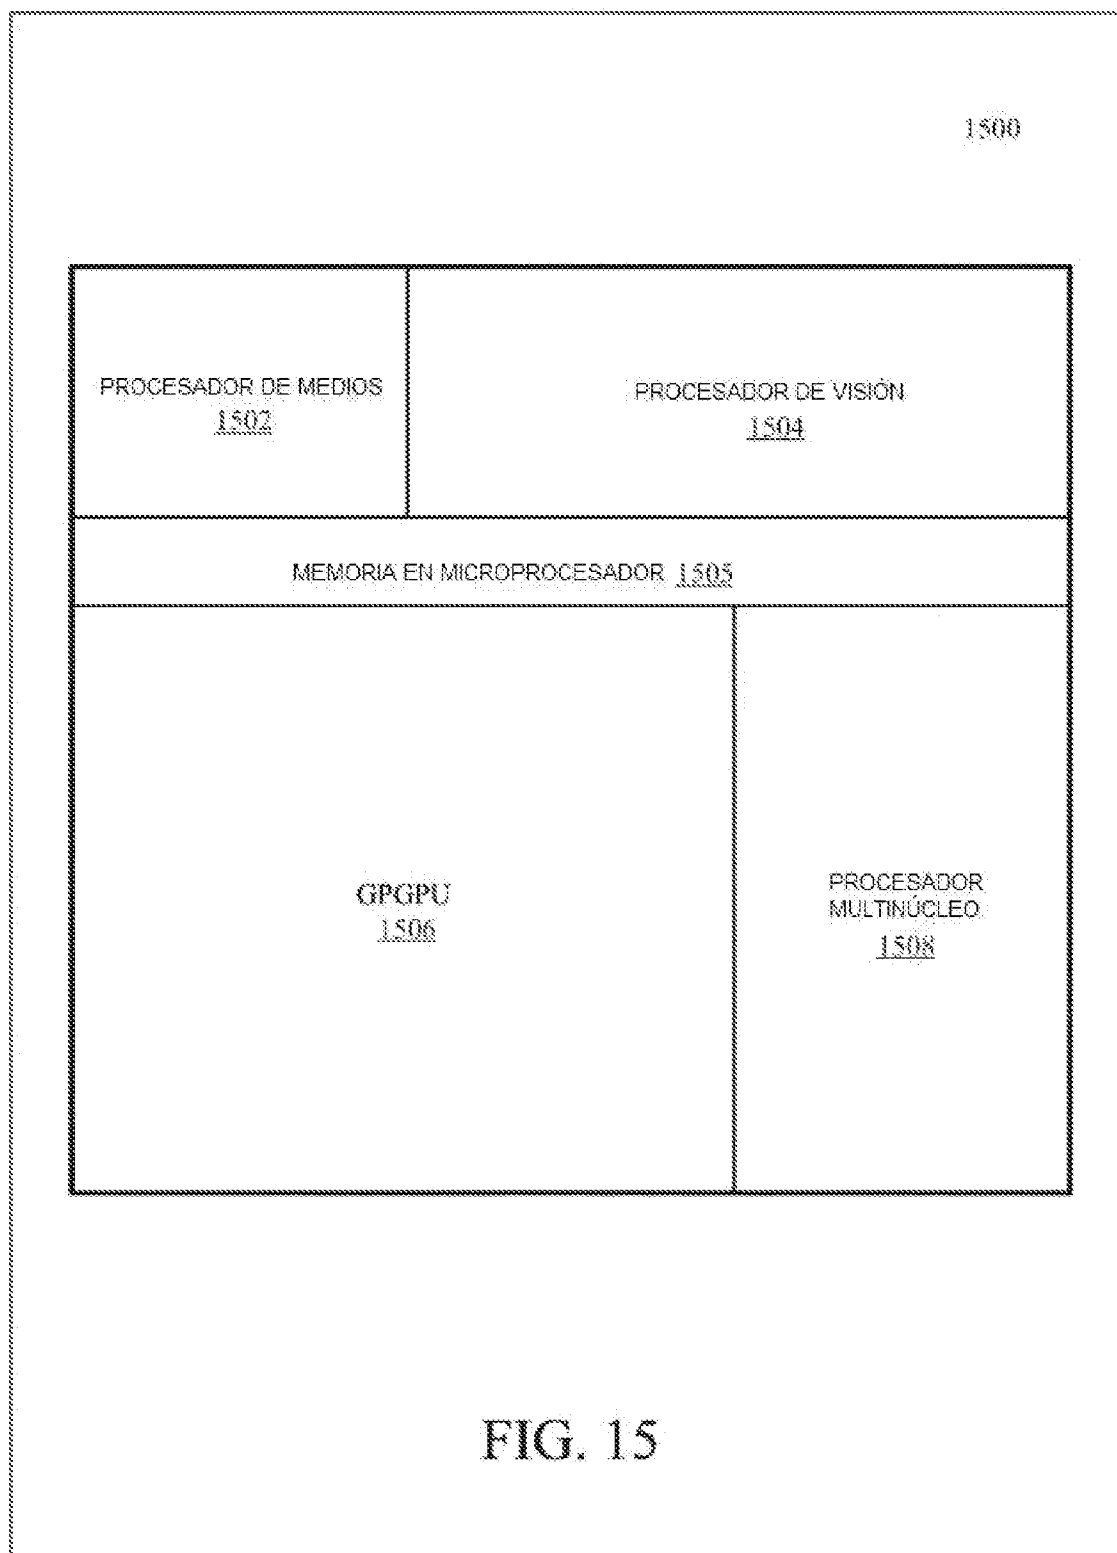 1500
PROCESADOR DE MEDIOS
1502
PROCESADOR DE VISIÓN
1504
MEMORIA EN MICROPROCESADOR 1505
GPGPU
1506
PROCESADOR
MULTINÚCLEO
1508
FIG. 15